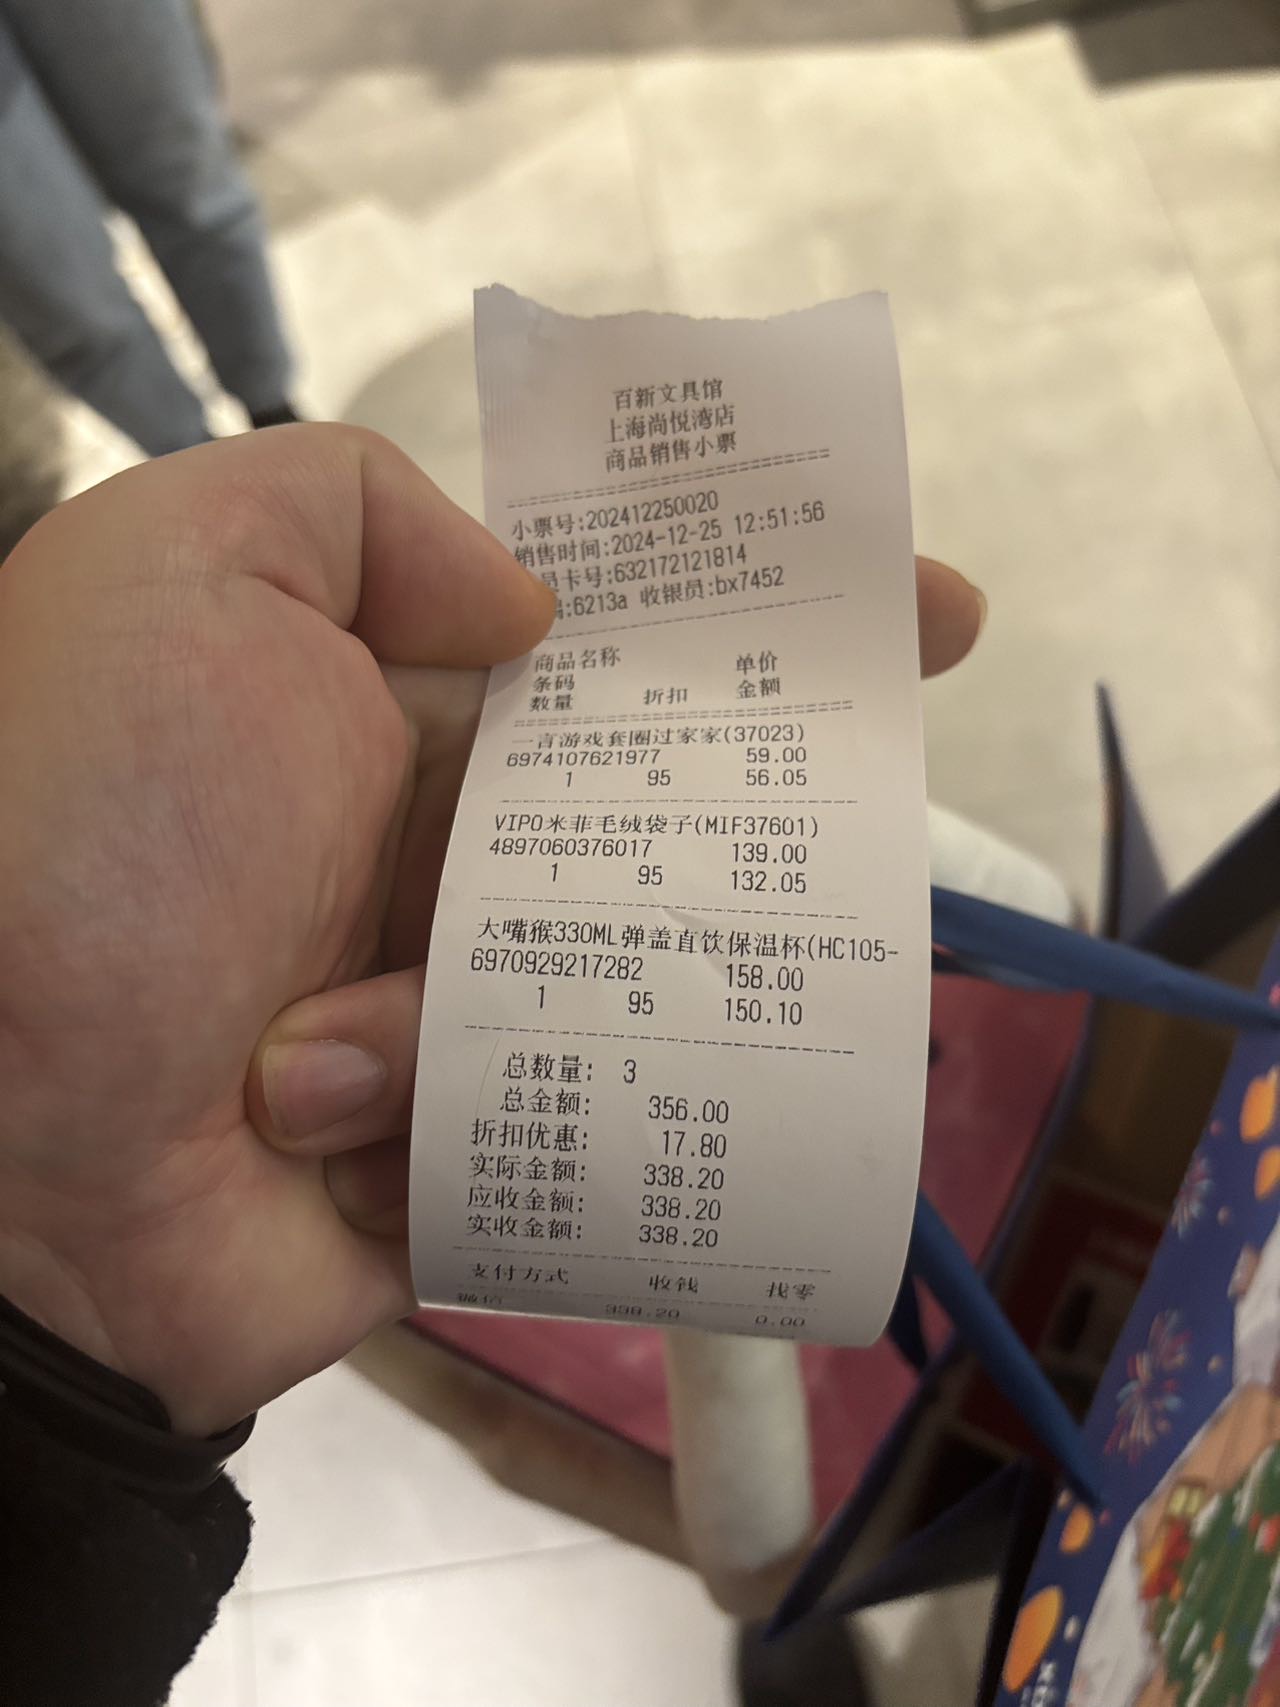 百新文具馆
上海尚悦湾店
商品销售小票
小票号:202412250020
销售时间:2024-12-25 12:51:56
员卡号:632172121814
:6213a 收银员:bx7452
商品名称 单价
条码
数量 折扣 金额
一言游戏套圈过家家(37023)
6974107621977 59.00
1 95 56.05
VIPO米菲毛绒袋子(MIF37601)
4897060376017 139.00
1 95 132.05
大嘴猴330ML弹盖直饮保温杯(HC105-
6970929217282 158.00
1 95 150.10
总数量: 3
总金额: 356.00
折扣优惠: 17.80
实际金额: 338.20
应收金额: 338.20
实收金额: 338.20
支付方式 收钱 找零
微信 338.20 0.00